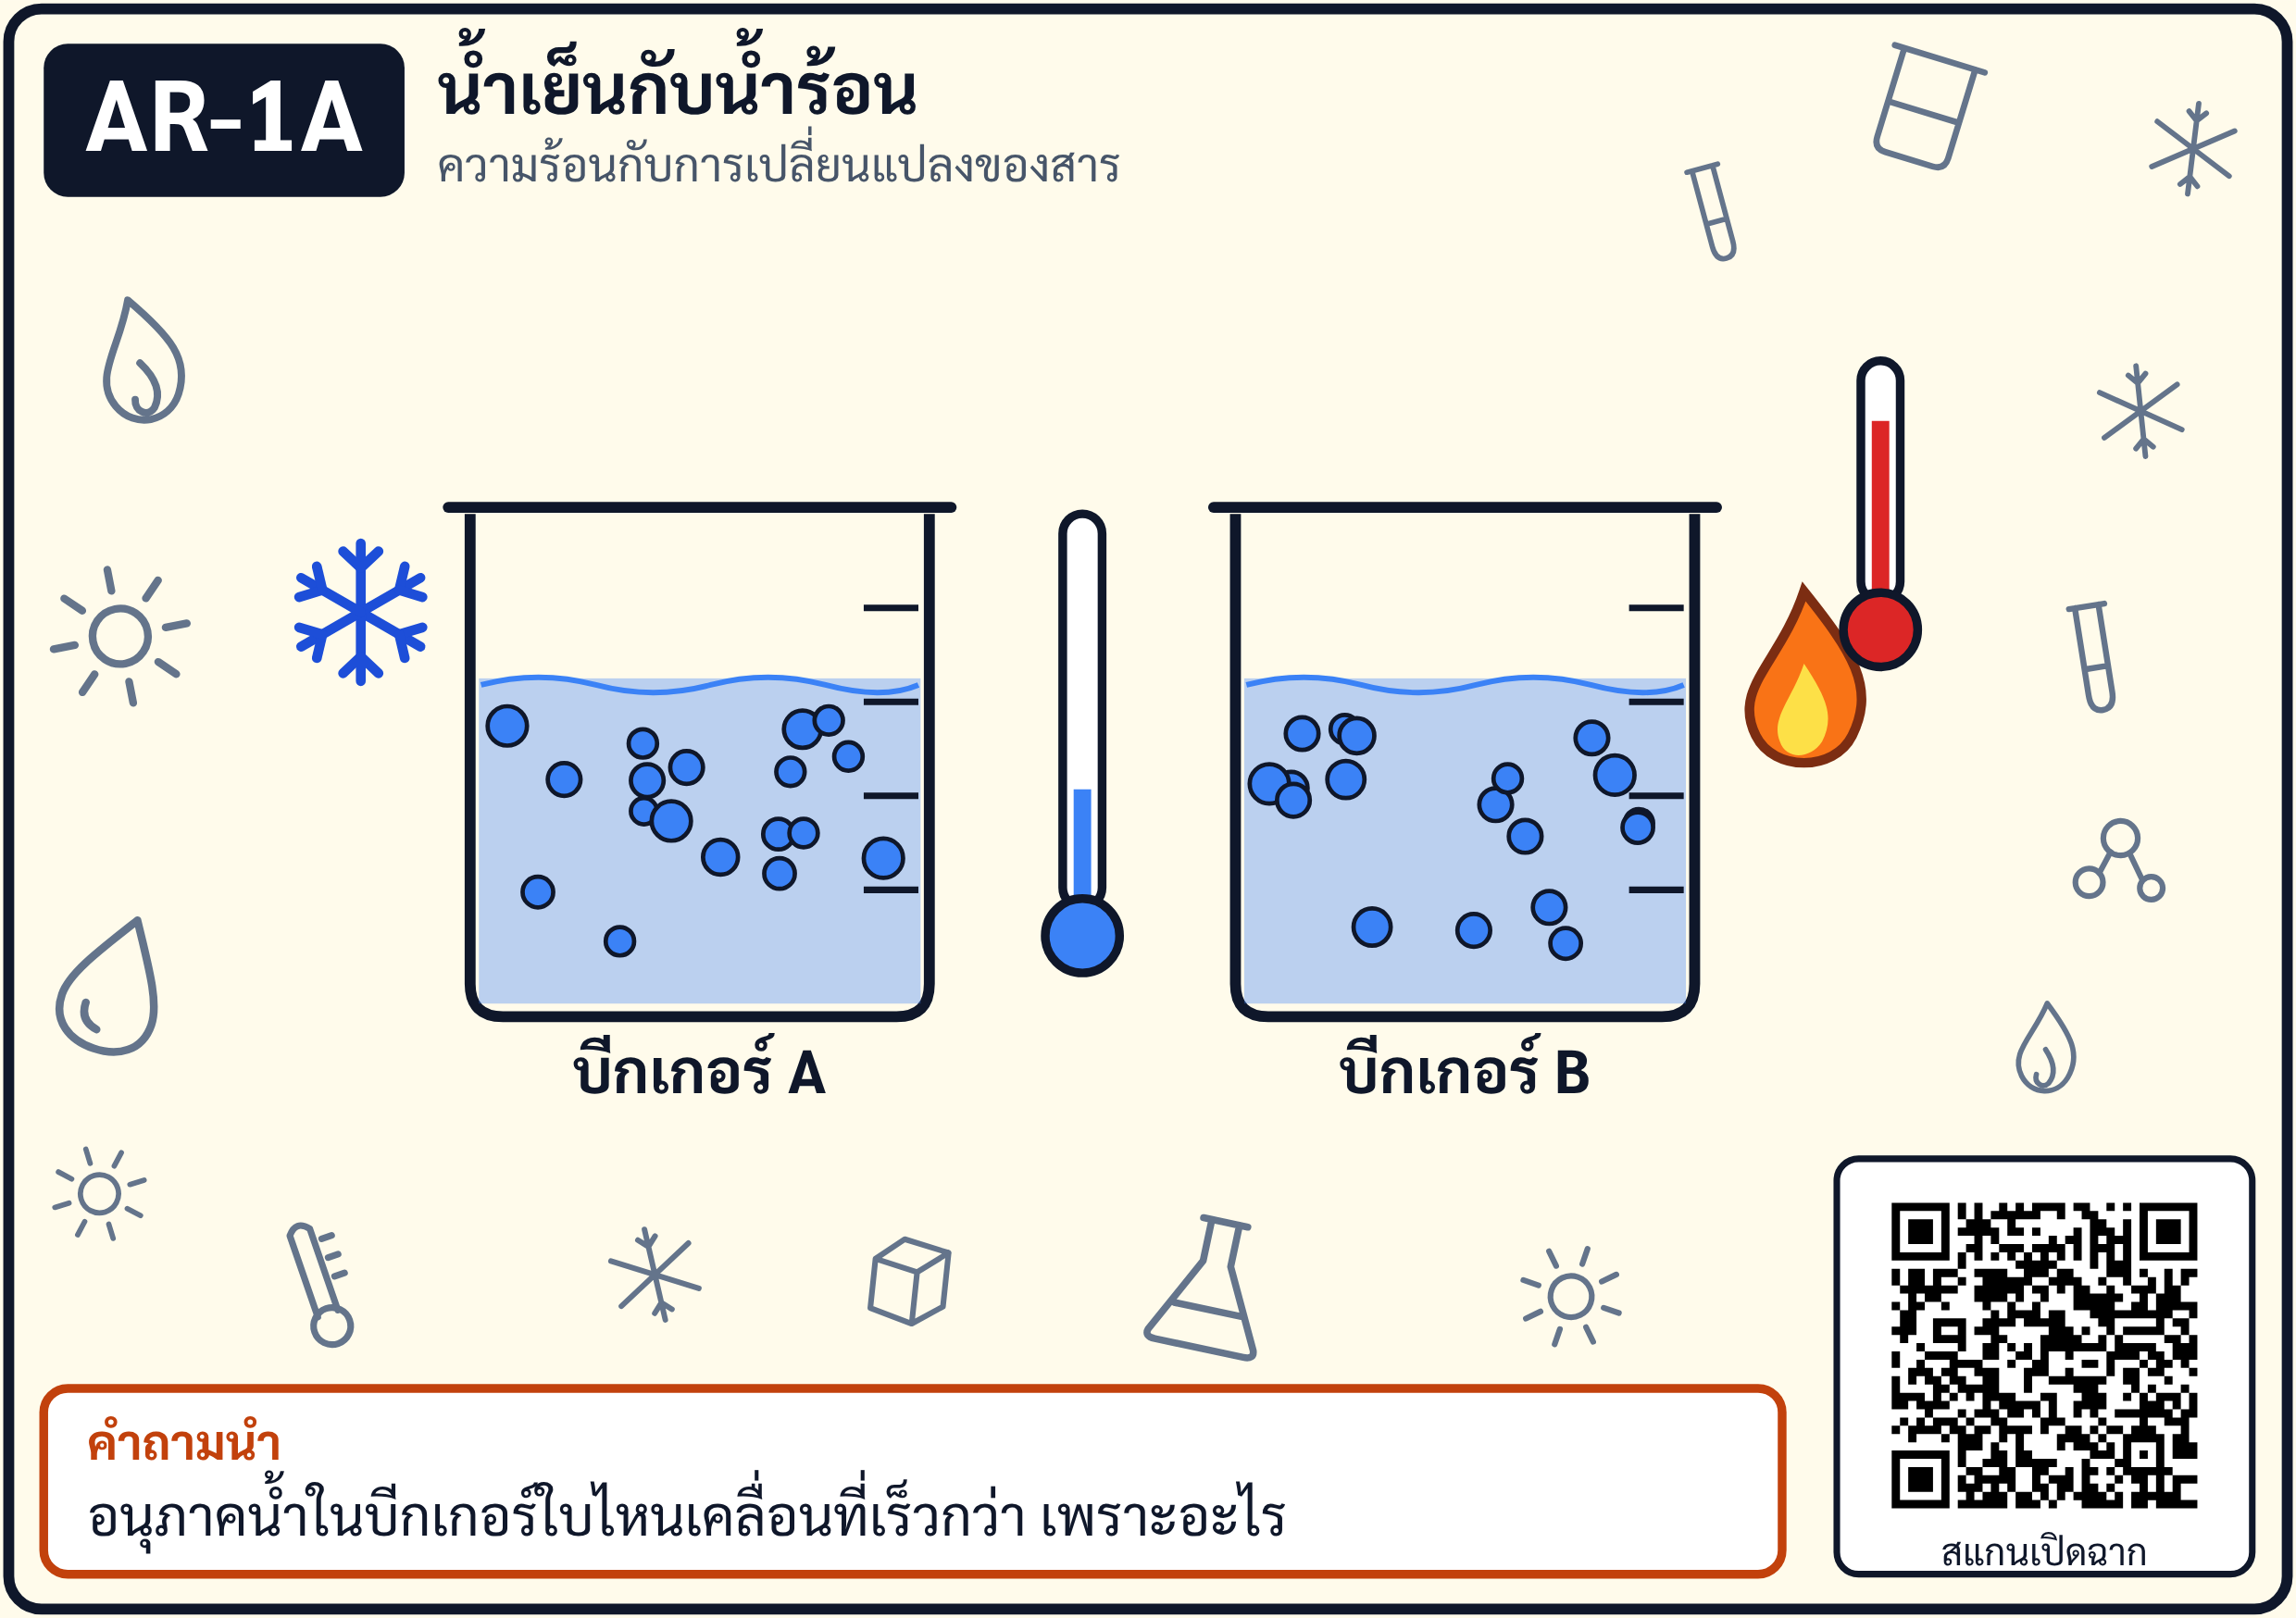 AR-1A
น้ำเย็นกับน้ำร้อน
ความร้อนกับการเปลี่ยนแปลงของสาร
บีกเกอร์ A
บีกเกอร์ B
คำถามนำ
อนุภาคน้ำในบีกเกอร์ใบไหนเคลื่อนที่เร็วกว่า เพราะอะไร
สแกนเปิดฉาก